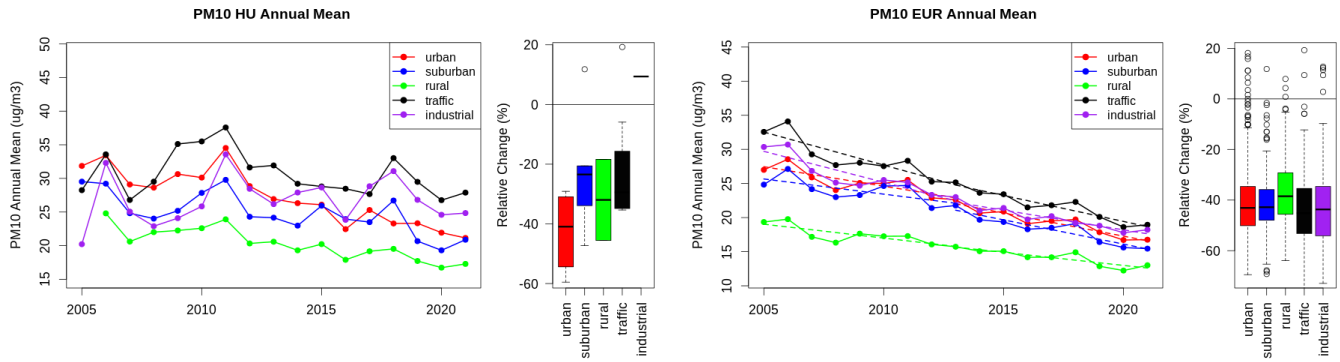 PM10 HU Annual Mean
PM10 Annual Mean (ug/m3)
50
45
40
35
30
25
20
15
2005
2010
2015
2020
urban
suburban
rural
traffic
industrial
Relative Change (%)
20
0
-20
-40
-60
urban
suburban
rural
traffic
industrial
PM10 EUR Annual Mean
PM10 Annual Mean (ug/m3)
45
40
35
30
25
20
15
10
2005
2010
2015
2020
urban
suburban
rural
traffic
industrial
Relative Change (%)
20
0
-20
-40
-60
urban
suburban
rural
traffic
industrial